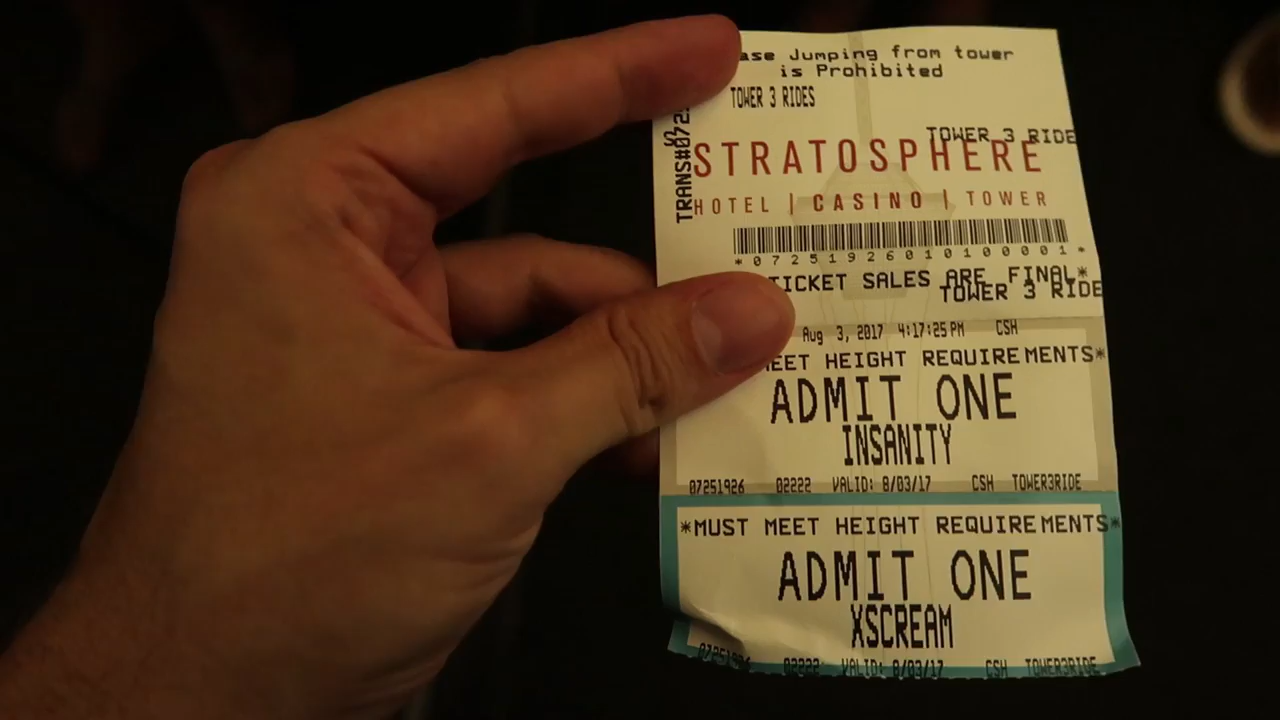 Jumping from tower
is Prohibited
TOWER 3 RIDES
TOWER 3 RIDE
STRATOSPHERE
HOTEL | CASINO | TOWER
*07251926010100001*
TICKET SALES ARE FINAL*
TOWER 3 RIDE
Aug 3, 2017 4:17:25 PM CSH
MEET HEIGHT REQUIREMENTS*
ADMIT ONE
INSANITY
07251926 02222 VALID: 8/03/17 CSH TOWER3RIDE
*MUST MEET HEIGHT REQUIREMENTS*
ADMIT ONE
XSCREAM
07251926 02222 VALID: 8/03/17 CSH TOWER3RIDE